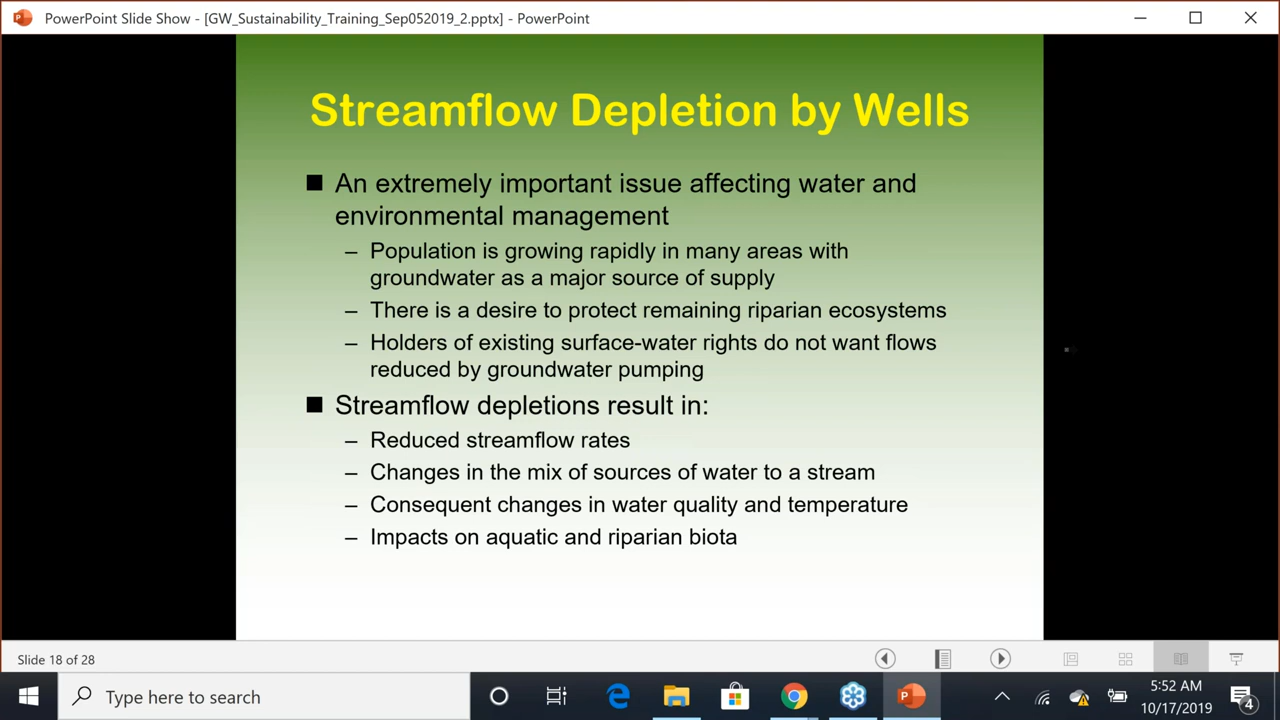 PowerPoint Slide Show - [GW_Sustainability_Training_Sep052019_2.pptx] - PowerPoint
Streamflow Depletion by Wells
■ An extremely important issue affecting water and
environmental management
– Population is growing rapidly in many areas with
groundwater as a major source of supply
– There is a desire to protect remaining riparian ecosystems
– Holders of existing surface-water rights do not want flows
reduced by groundwater pumping
■ Streamflow depletions result in:
– Reduced streamflow rates
– Changes in the mix of sources of water to a stream
– Consequent changes in water quality and temperature
– Impacts on aquatic and riparian biota
Slide 18 of 28
Type here to search
5:52 AM
10/17/2019
4